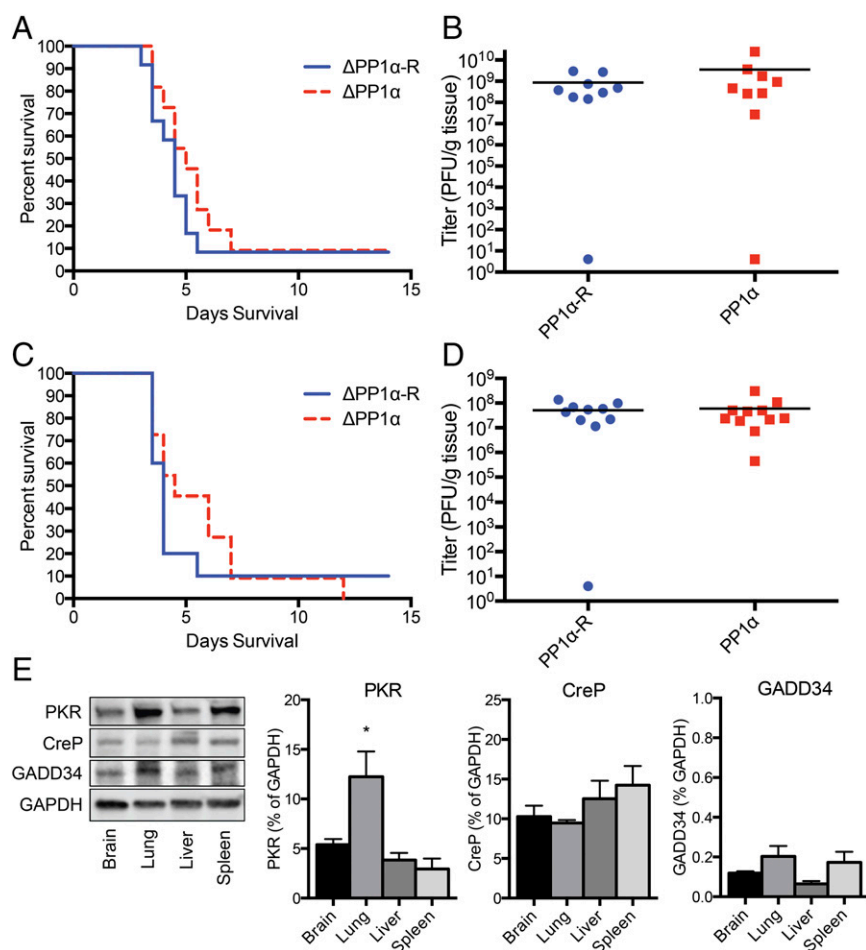 A
Percent survival
100
90
80
70
60
50
40
30
20
10
0
0 5 10 15
Days Survival
ΔPP1α-R
ΔPP1α
B
Titer (PFU/g tissue)
10¹⁰
10⁹
10⁸
10⁷
10⁶
10⁵
10⁴
10³
10²
10¹
10⁰
PP1α-R
PP1α
C
Percent survival
100
90
80
70
60
50
40
30
20
10
0
0 5 10 15
Days Survival
ΔPP1α-R
ΔPP1α
D
Titer (PFU/g tissue)
10⁹
10⁸
10⁷
10⁶
10⁵
10⁴
10³
10²
10¹
10⁰
PP1α-R
PP1α
E
PKR
CreP
GADD34
GAPDH
Brain
Lung
Liver
Spleen
PKR
PKR (% of GAPDH)
20
15
10
5
0
*
Brain
Lung
Liver
Spleen
CreP
CreP (% of GAPDH)
25
20
15
10
5
0
Brain
Lung
Liver
Spleen
GADD34
GADD34 (% GAPDH)
1.0
0.8
0.6
0.4
0.2
0.0
Brain
Lung
Liver
Spleen